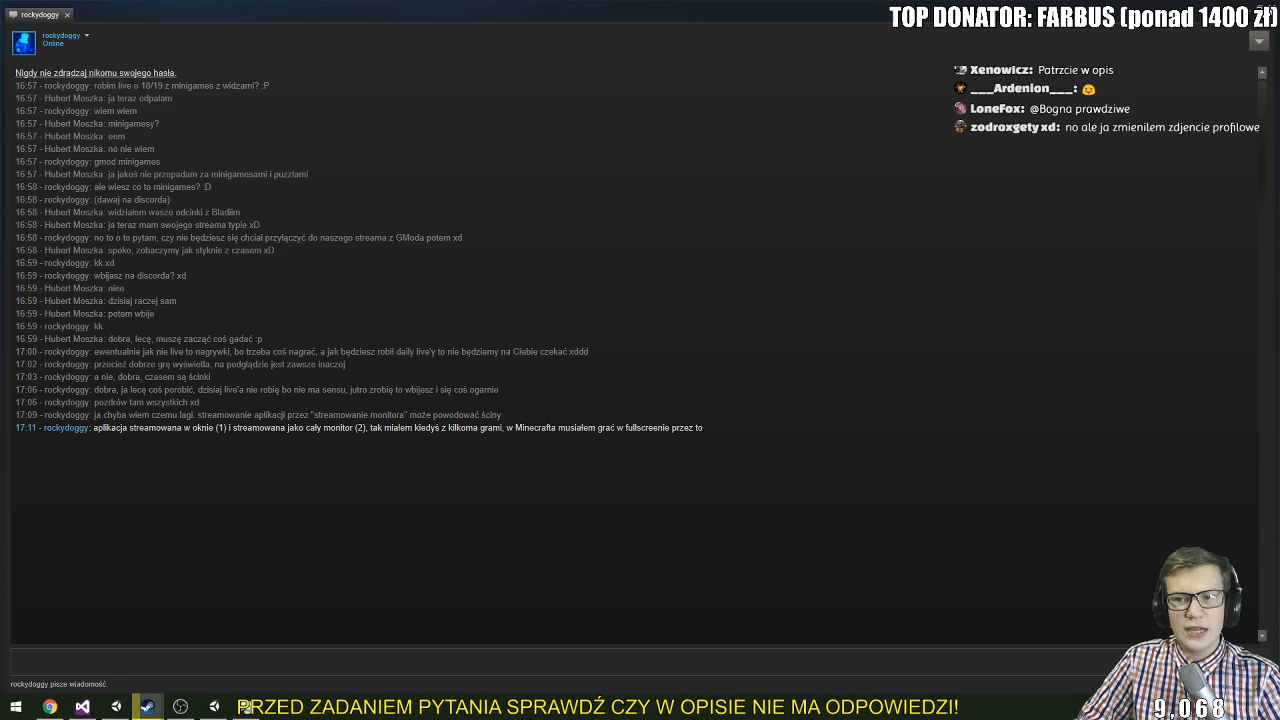 rockydoggy
TOP DONATOR: FARBUS (ponad 1400 zł)
rockydoggy
Online
Nigdy nie zdradzaj nikomu swojego hasła.
16:57 - rockydoggy: robim live o 18/19 z minigames z widzami? :P
16:57 - Hubert Moszka: ja teraz odpalam
16:57 - rockydoggy: wiem wiem
16:57 - Hubert Moszka: minigamesy?
16:57 - Hubert Moszka: eem
16:57 - Hubert Moszka: no nie wiem
16:57 - rockydoggy: gmod minigames
16:57 - Hubert Moszka: ja jakoś nie przepadam za minigamesami i puzzlami
16:58 - rockydoggy: ale wiesz co to minigames? :D
16:58 - rockydoggy: (dawaj na discorda)
16:58 - Hubert Moszka: widziałem wasze odcinki z Bladiim
16:58 - Hubert Moszka: ja teraz mam swojego streama typie xD
16:58 - rockydoggy: no to o to pytam, czy nie będziesz się chciał przyłączyć do naszego streama z GModa potem xd
16:58 - Hubert Moszka: spoko, zobaczymy jak styknie z czasem xD
16:59 - rockydoggy: kk xd
16:59 - rockydoggy: wbijasz na discorda? xd
16:59 - Hubert Moszka: niee
16:59 - Hubert Moszka: dzisiaj raczej sam
16:59 - Hubert Moszka: potem wbije
16:59 - rockydoggy: kk
16:59 - Hubert Moszka: dobra, lecę, muszę zacząć coś gadać :p
17:00 - rockydoggy: ewentualnie jak nie live to nagrywki, bo trzeba coś nagrać, a jak będziesz robił daily live'y to nie będziemy na Ciebie czekać xddd
17:02 - rockydoggy: przecież dobrze grę wyświetla, na podglądzie jest zawsze inaczej
17:03 - rockydoggy: a nie, dobra, czasem są ścinki
17:06 - rockydoggy: dobra, ja lecę coś porobić, dzisiaj live'a nie robię bo nie ma sensu, jutro zrobię to wbijesz i się coś ogarnie
17:06 - rockydoggy: pozdrów tam wszystkich xd
17:09 - rockydoggy: ja chyba wiem czemu lagi. streamowanie aplikacji przez "streamowanie monitora" może powodować ściny
17:11 - rockydoggy: aplikacja streamowana w oknie (1) i streamowana jako cały monitor (2), tak miałem kiedyś z kilkoma grami, w Minecrafta musiałem grać w fullscreenie przez to
Xenowicz: Patrzcie w opis
___Ardenion___:
LoneFox: @Bogna prawdziwe
zodroxgety xd: no ale ja zmienilem zdjencie profilowe
rockydoggy pisze wiadomość.
PRZED ZADANIEM PYTANIA SPRAWDŹ CZY W OPISIE NIE MA ODPOWIEDZI!
9,068